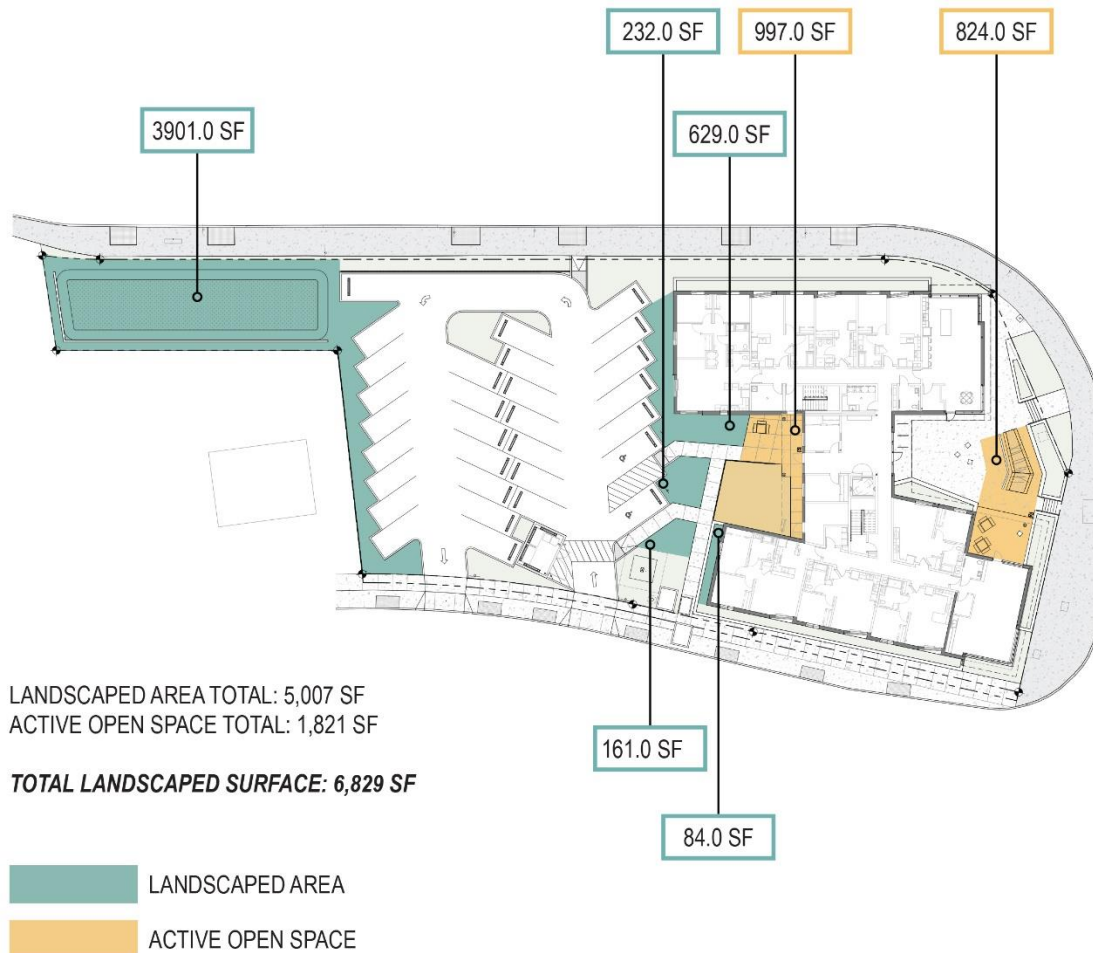 232.0 SF
997.0 SF
824.0 SF
3901.0 SF
629.0 SF
LANDSCAPED AREA TOTAL: 5,007 SF
ACTIVE OPEN SPACE TOTAL: 1,821 SF
TOTAL LANDSCAPED SURFACE: 6,829 SF
161.0 SF
84.0 SF
LANDSCAPED AREA
ACTIVE OPEN SPACE